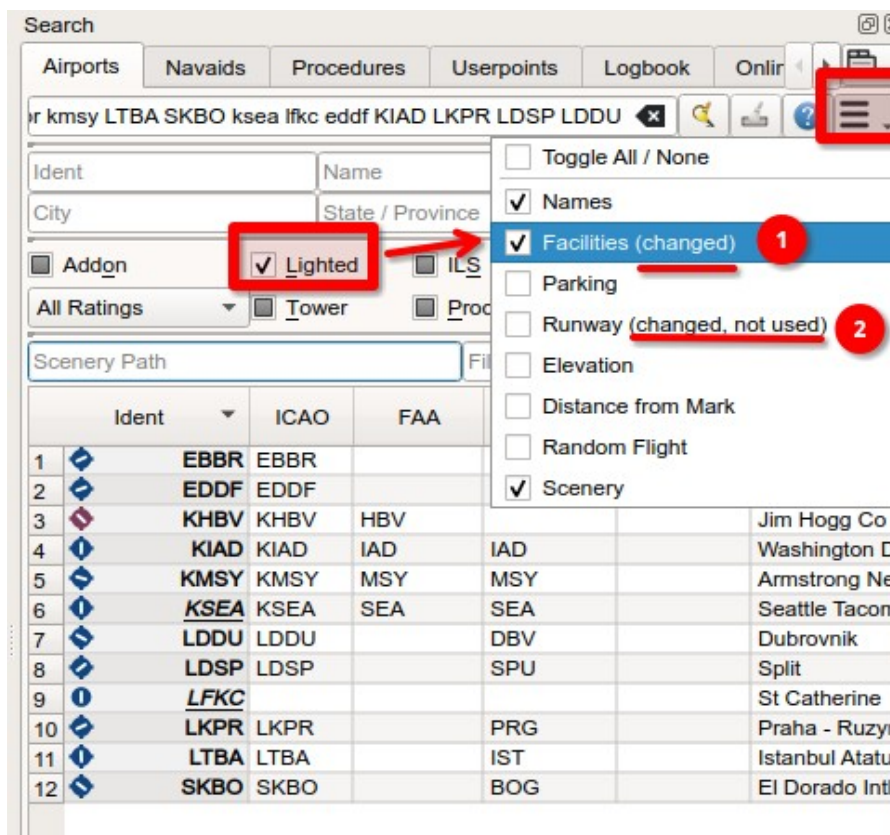 Search
Airports Navaids Procedures Userpoints Logbook Onlin
or kmsy LTBA SKBO ksea lfkc eddf KIAD LKPR LDSP LDDU
Toggle All / None
Ident Name
Names
City State / Province
Facilities (changed) 1
Addon Lighted ILS
Parking
All Ratings Tower Proc
Runway (changed, not used) 2
Scenery Path Fil
Elevation
Distance from Mark
Random Flight
Scenery
Ident ICAO FAA
1 EBBR EBBR
2 EDDF EDDF
3 KHBV KHBV HBV Jim Hogg Co
4 KIAD KIAD IAD IAD Washington D
5 KMSY KMSY MSY MSY Armstrong Ne
6 KSEA KSEA SEA SEA Seattle Tacom
7 LDDU LDDU DBV Dubrovnik
8 LDSP LDSP SPU Split
9 LFKC St Catherine
10 LKPR LKPR PRG Praha - Ruzyn
11 LTBA LTBA IST Istanbul Atatu
12 SKBO SKBO BOG El Dorado Intl